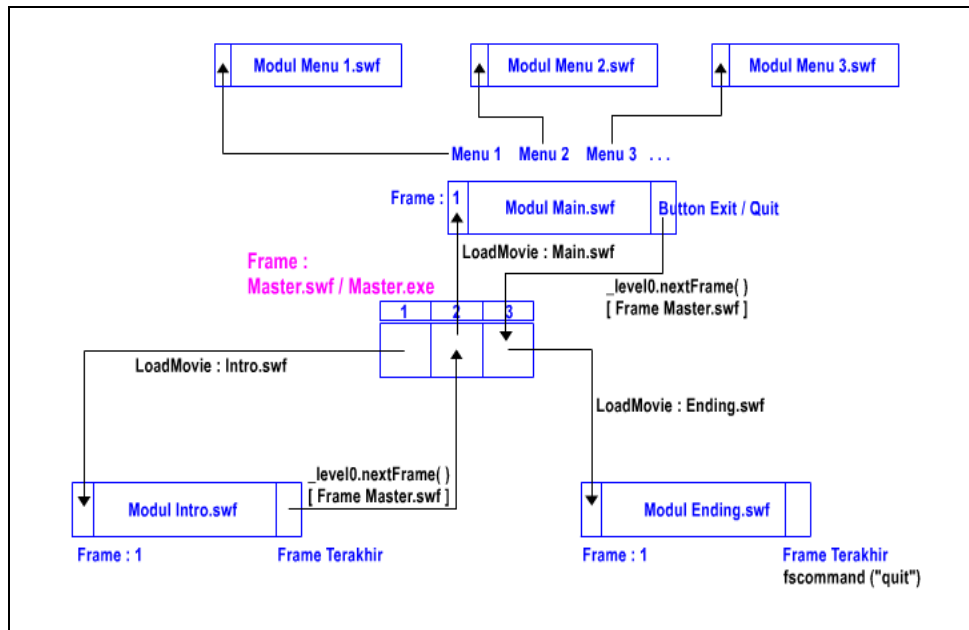 Modul Menu 1.swf
Modul Menu 2.swf
Modul Menu 3.swf
Menu 1 Menu 2 Menu 3 . . .
Frame : 1
Modul Main.swf
Button Exit / Quit
LoadMovie : Main.swf
Frame :
Master.swf / Master.exe
_level0.nextFrame( )
[ Frame Master.swf ]
1 2 3
LoadMovie : Intro.swf
LoadMovie : Ending.swf
_level0.nextFrame( )
[ Frame Master.swf ]
Modul Intro.swf
Modul Ending.swf
Frame : 1
Frame Terakhir
Frame : 1
Frame Terakhir
fscommand ("quit")